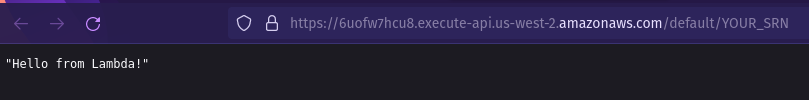 https://6uofw7hcu8.execute-api.us-west-2.amazonaws.com/default/YOUR_SRN
"Hello from Lambda!"